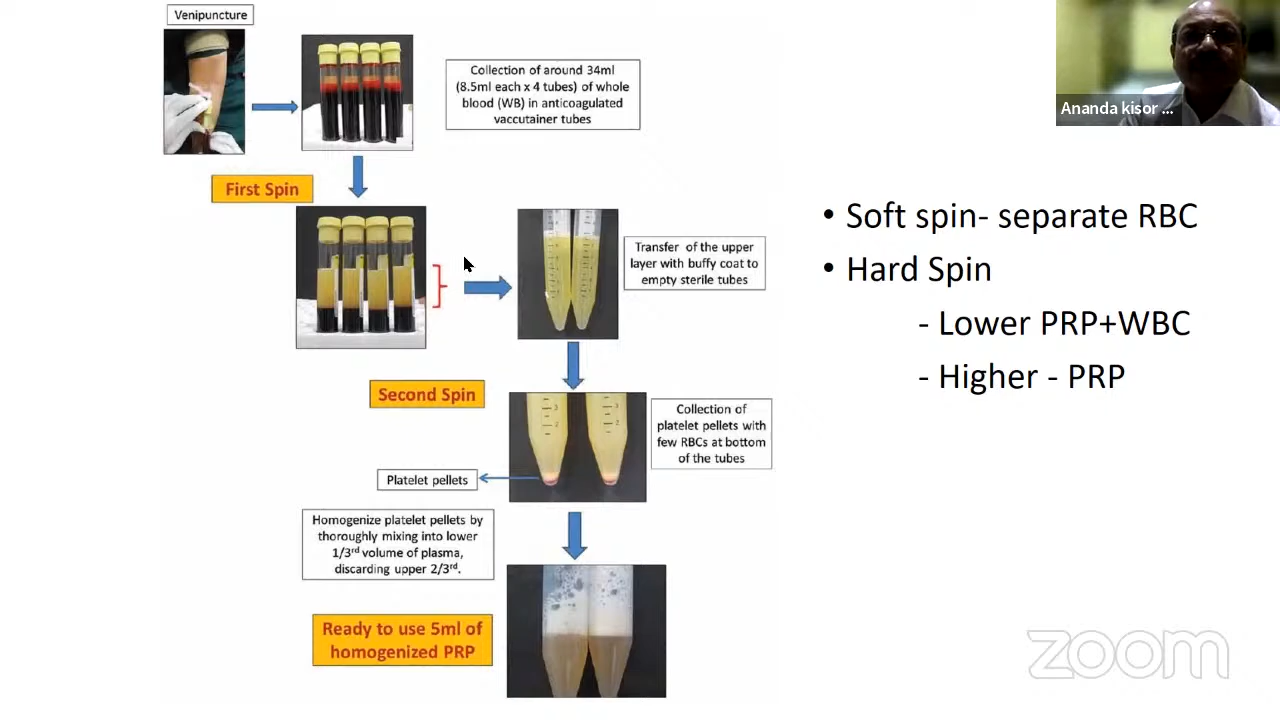 Venipuncture
Collection of around 34ml
(8.5ml each x 4 tubes) of whole
blood (WB) in anticoagulated
vaccutainer tubes
First Spin
Transfer of the upper
layer with buffy coat to
empty sterile tubes
Second Spin
Collection of
platelet pellets with
few RBCs at bottom
of the tubes
Platelet pellets
Homogenize platelet pellets by
thoroughly mixing into lower
1/3rd volume of plasma,
discarding upper 2/3rd.
Ready to use 5ml of
homogenized PRP
Ananda kisor ...
• Soft spin- separate RBC
• Hard Spin
- Lower PRP+WBC
- Higher - PRP
zoom